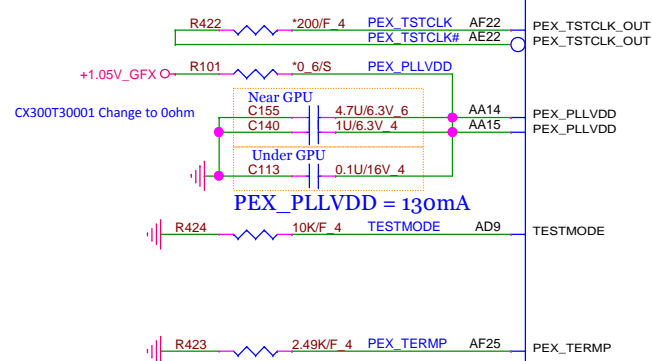 R422 *200/F_4 PEX_TSTCLK AF22 PEX_TSTCLK_OUT
PEX_TSTCLK# AE22 PEX_TSTCLK_OUT
+1.05V_GFX R101 *0_6/S PEX_PLLVDD
Near GPU
CX300T30001 Change to 0ohm C155 4.7U/6.3V_6 AA14 PEX_PLLVDD
C140 1U/6.3V_4 AA15 PEX_PLLVDD
Under GPU
C113 0.1U/16V_4
PEX_PLLVDD = 130mA
R424 10K/F_4 TESTMODE AD9 TESTMODE
R423 2.49K/F_4 PEX_TERMP AF25 PEX_TERMP